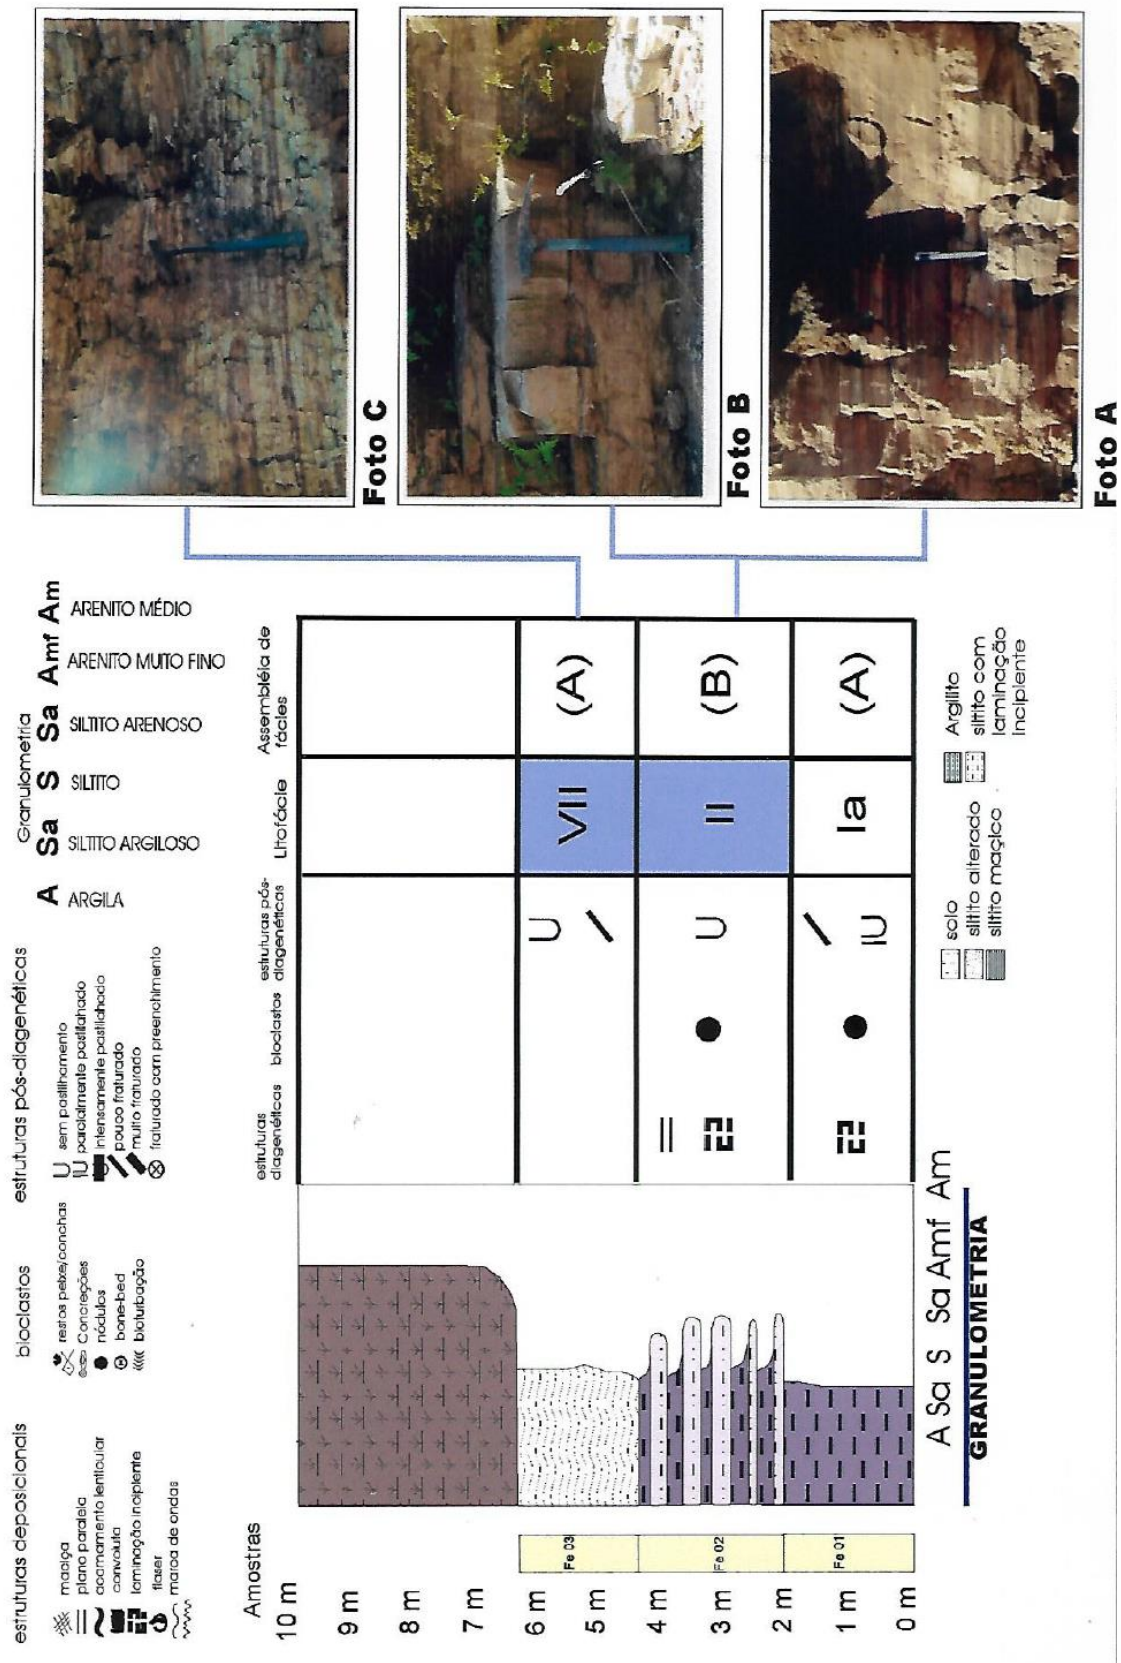 estruturas deposicionais
maciça
plano paralela
acamamento lenticular
convoluta
laminação incipiente
flaser
marca de ondas
bioclastos
restos peixe/conchas
Concreções
nódulos
bone-bed
bioturbação
estruturas pós-diagenéticas
sem pastilhamento
parcialmente pastilhado
intensamente pastilhado
pouco fraturado
muito fraturado
fraturado com preenchimento
Granulometria
A Sa S Sa Amf Am
ARGILA
SILTITO ARGILOSO
SILTITO
SILTITO ARENOSO
ARENITO MUITO FINO
ARENITO MÉDIO
Amostras
estruturas
diagenéticas
bioclastos
estruturas pós-
diagenéticas
Litofácie
Assembléia de
fácies
10 m
9 m
8 m
7 m
6 m
Fe 03
VII
(A)
5 m
4 m
Fe 02
II
(B)
3 m
2 m
Fe 01
Ia
(A)
1 m
0 m
A Sa S Sa Amf Am
GRANULOMETRIA
solo
siltito alterado
siltito maçico
Argilito
siltito com
laminação
incipiente
Foto C
Foto B
Foto A